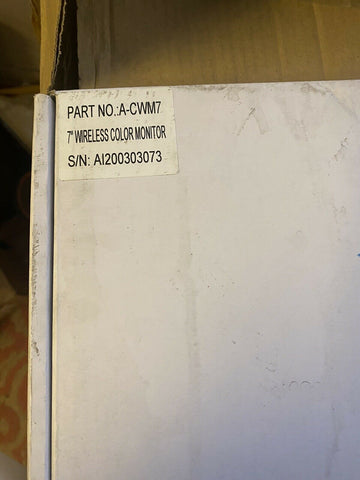 PART NO.:A-CWM7
7" WIRELESS COLOR MONITOR
S/N: AI200303073